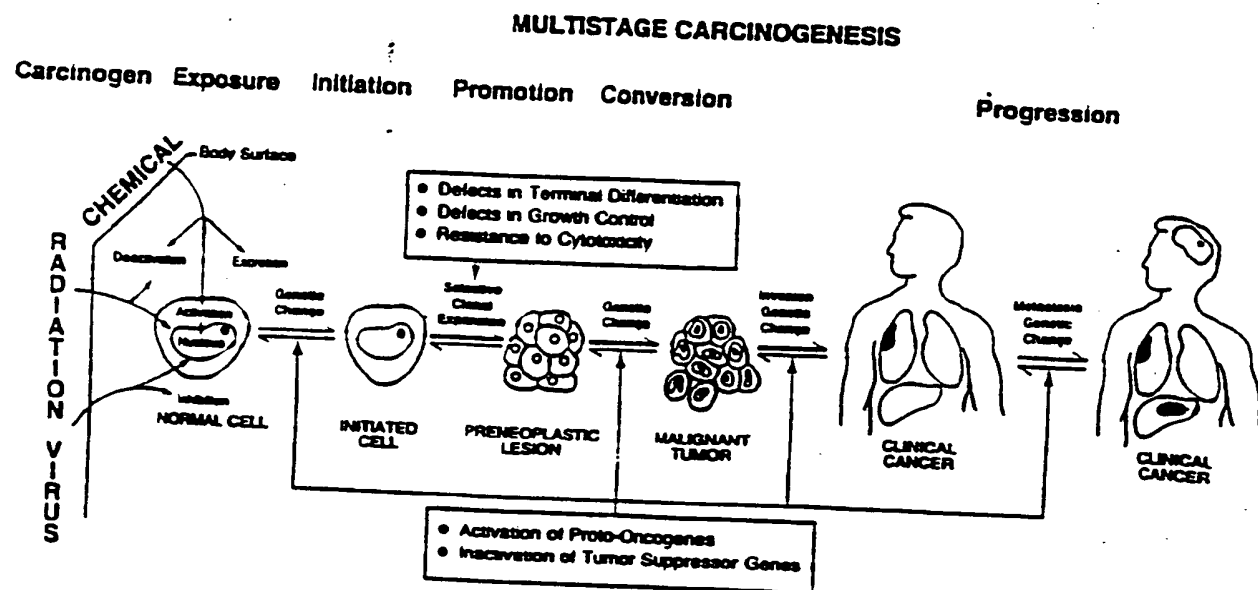 MULTISTAGE CARCINOGENESIS
Carcinogen Exposure Initiation Promotion Conversion Progression
CHEMICAL
Body Surface
RADIATION VIRUS
Deactivation
Excretion
Activation
Nucleus
NORMAL CELL
Genetic
Change
INITIATED
CELL
• Defects in Terminal Differentiation
• Defects in Growth Control
• Resistance to Cytotoxicity
Selective
Clonal
Expansion
PRENEOPLASTIC
LESION
Genetic
Change
MALIGNANT
TUMOR
Genetic
Change
CLINICAL
CANCER
Genetic
Change
CLINICAL
CANCER
• Activation of Proto-Oncogenes
• Inactivation of Tumor Suppressor Genes